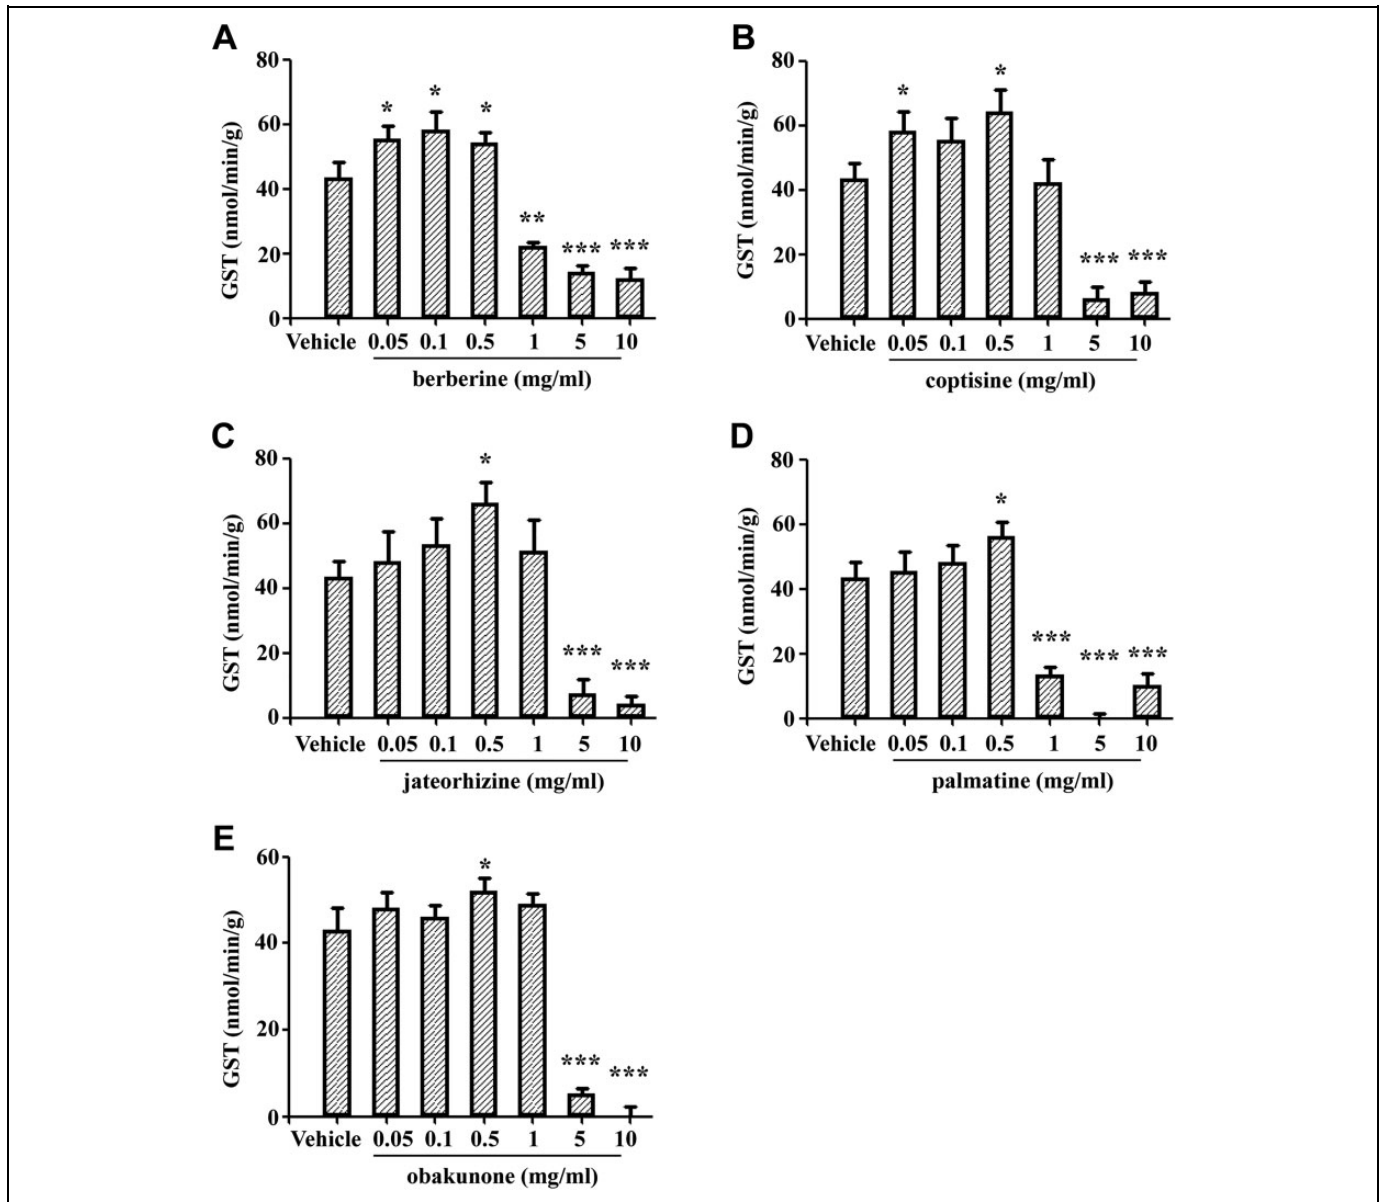 A
GST (nmol/min/g)
80
60
40
20
0
* * * ** *** ***
Vehicle 0.05 0.1 0.5 1 5 10
berberine (mg/ml)
B
GST (nmol/min/g)
80
60
40
20
0
* * *** ***
Vehicle 0.05 0.1 0.5 1 5 10
coptisine (mg/ml)
C
GST (nmol/min/g)
80
60
40
20
0
* *** ***
Vehicle 0.05 0.1 0.5 1 5 10
jateorhizine (mg/ml)
D
GST (nmol/min/g)
80
60
40
20
0
* *** *** ***
Vehicle 0.05 0.1 0.5 1 5 10
palmatine (mg/ml)
E
GST (nmol/min/g)
60
40
20
0
* *** ***
Vehicle 0.05 0.1 0.5 1 5 10
obakunone (mg/ml)